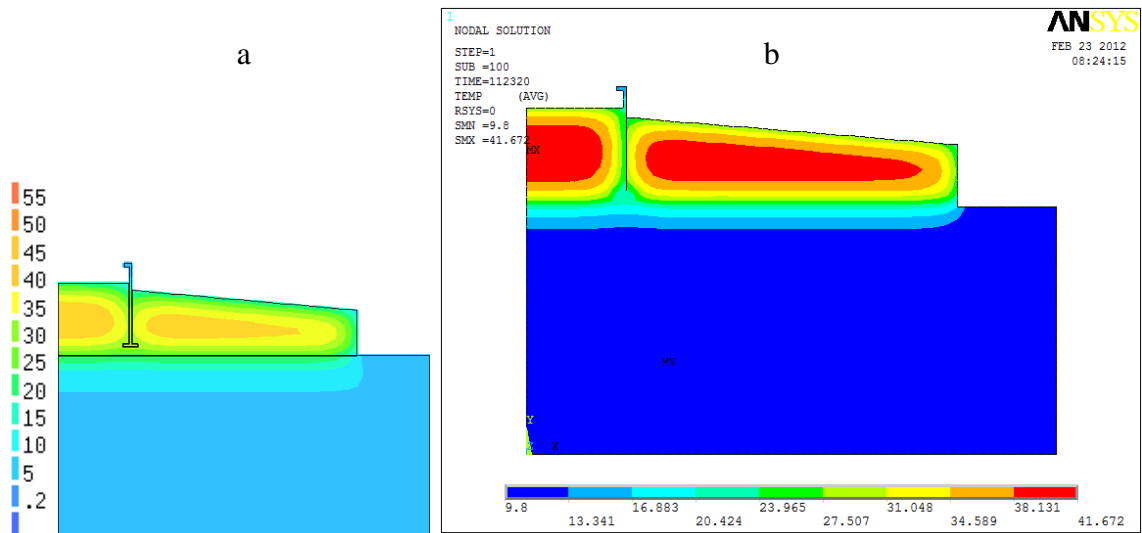 a
55
50
45
40
35
30
25
20
15
10
5
.2
1
NODAL SOLUTION
STEP=1
SUB =100
TIME=112320
TEMP (AVG)
RSYS=0
SMN =9.8
SMX =41.672
b
ANSYS
FEB 23 2012
08:24:15
MX
MN
Y
X
9.8 16.883 23.965 31.048 38.131
13.341 20.424 27.507 34.589 41.672